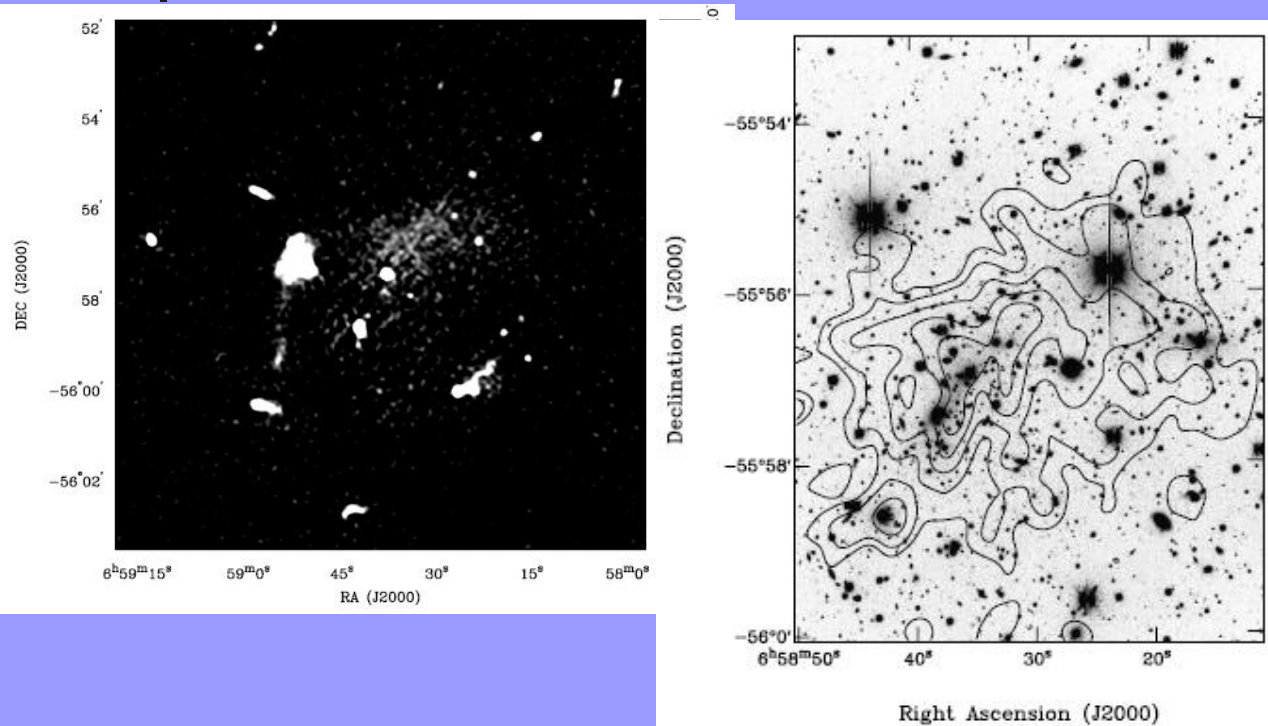 52'
54'
56'
58'
−56°00'
−56°02'
DEC (J2000)
6ʰ59ᵐ15ˢ 59ᵐ0ˢ 45ˢ 30ˢ 15ˢ 58ᵐ0ˢ
RA (J2000)
0'
−55°54'
−55°56'
−55°58'
−56°0'
Declination (J2000)
6ʰ58ᵐ50ˢ 40ˢ 30ˢ 20ˢ
Right Ascension (J2000)